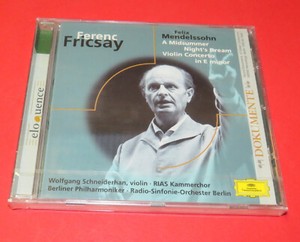 Ferenc
Fricsay
Felix
Mendelssohn
A Midsummer
Night's Dream
Violin Concerto
in E minor
eloquence
DOKUMENTE
Wolfgang Schneiderhan, violin · RIAS Kammerchor
Berliner Philharmoniker · Radio-Sinfonie-Orchester Berlin